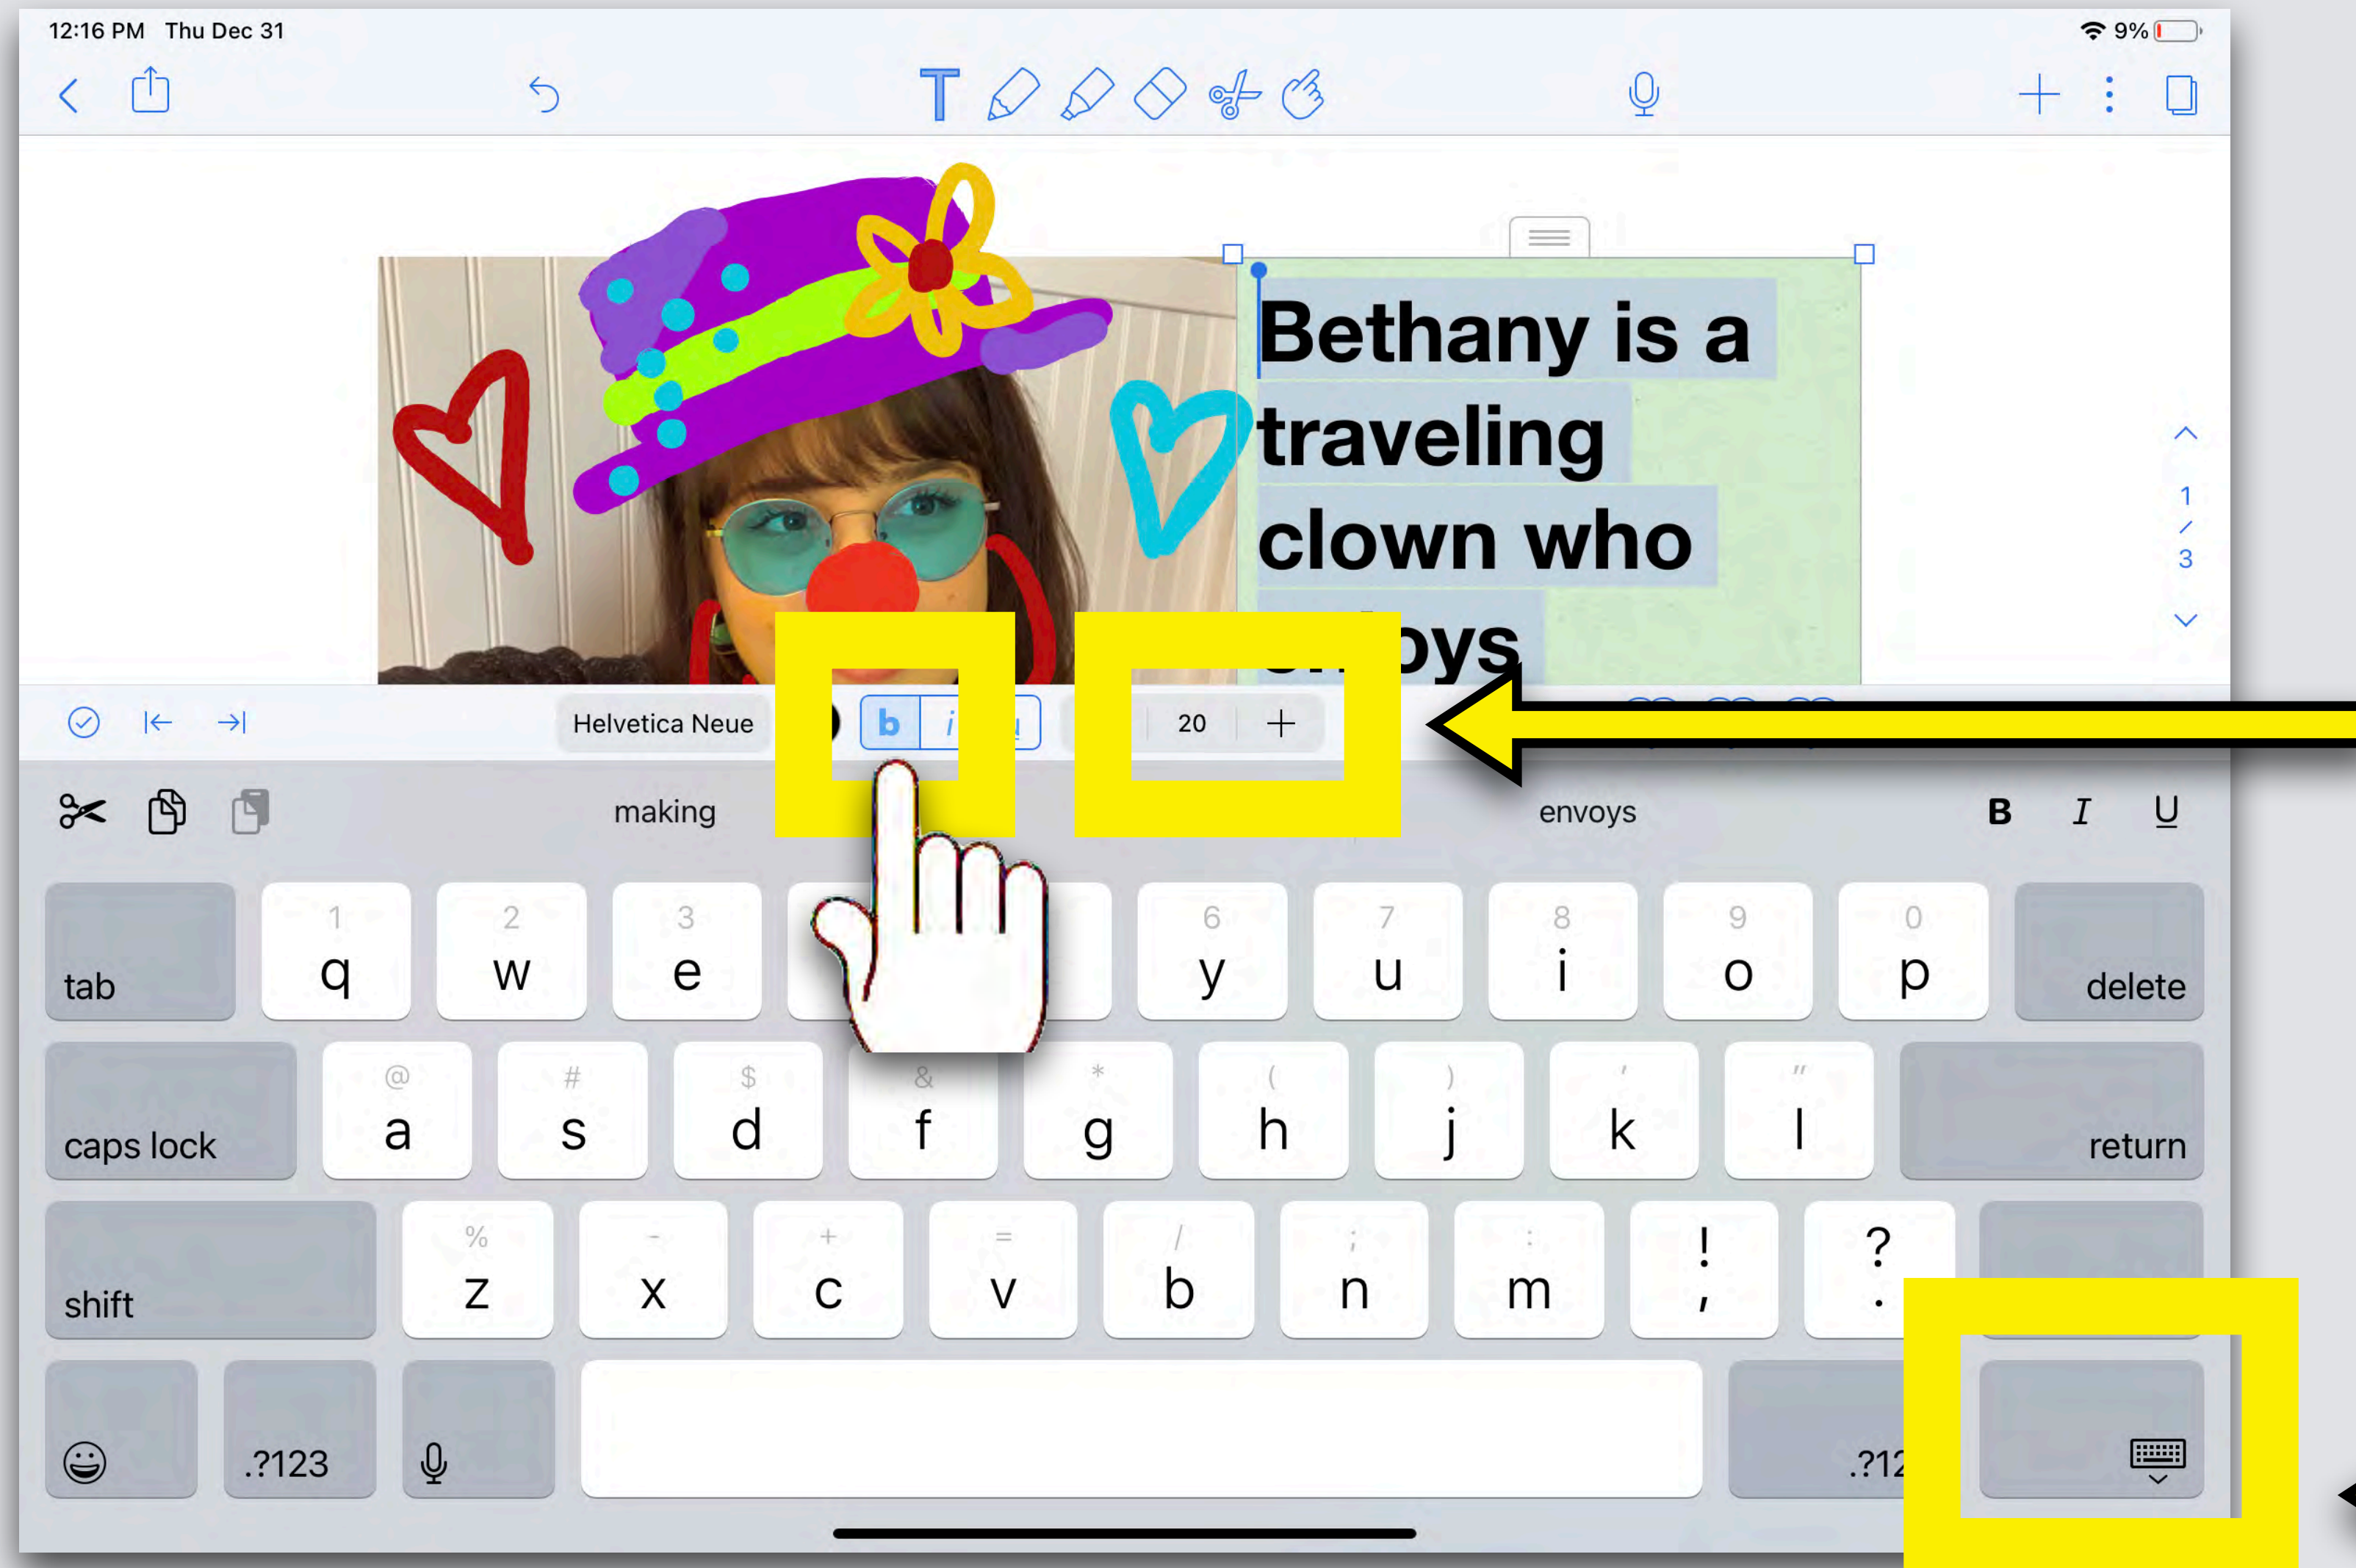 12:16 PM Thu Dec 31
9%
T
Bethany is a
traveling
clown who
1
/
3
Helvetica Neue
b i u
20 +
making
envoys
B I U
1 2 3 6 7 8 9 0
tab q w e y u i o p delete
@ # $ & * ( ) ' "
caps lock a s d f g h j k l return
% - + = / ; : ! ?
shift z x c v b n m , .
.?123